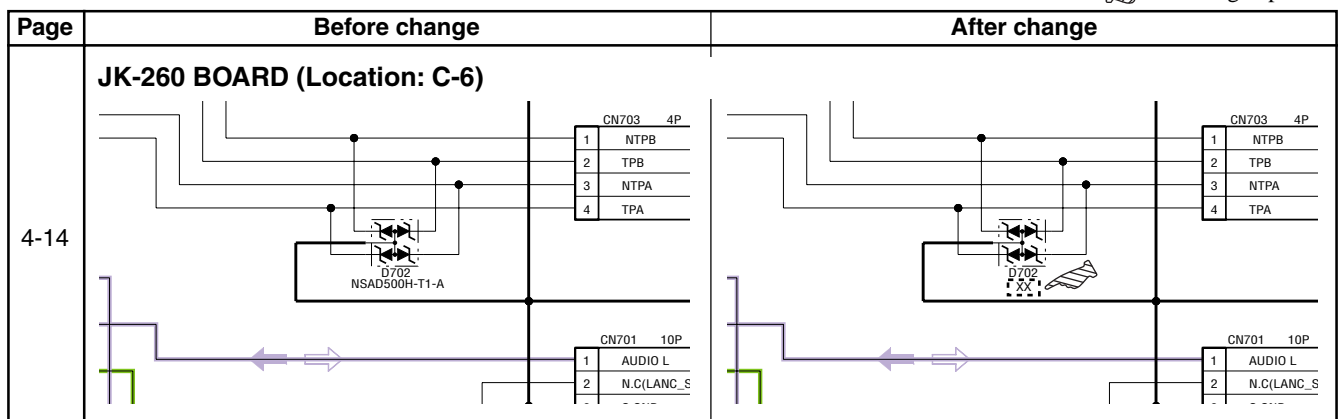 Page Before change After change
4-14
JK-260 BOARD (Location: C-6)
CN703 4P
1 NTPB
2 TPB
3 NTPA
4 TPA
D702
NSAD500H-T1-A
CN701 10P
1 AUDIO L
2 N.C(LANC_S
CN703 4P
1 NTPB
2 TPB
3 NTPA
4 TPA
D702
XX
CN701 10P
1 AUDIO L
2 N.C(LANC_S